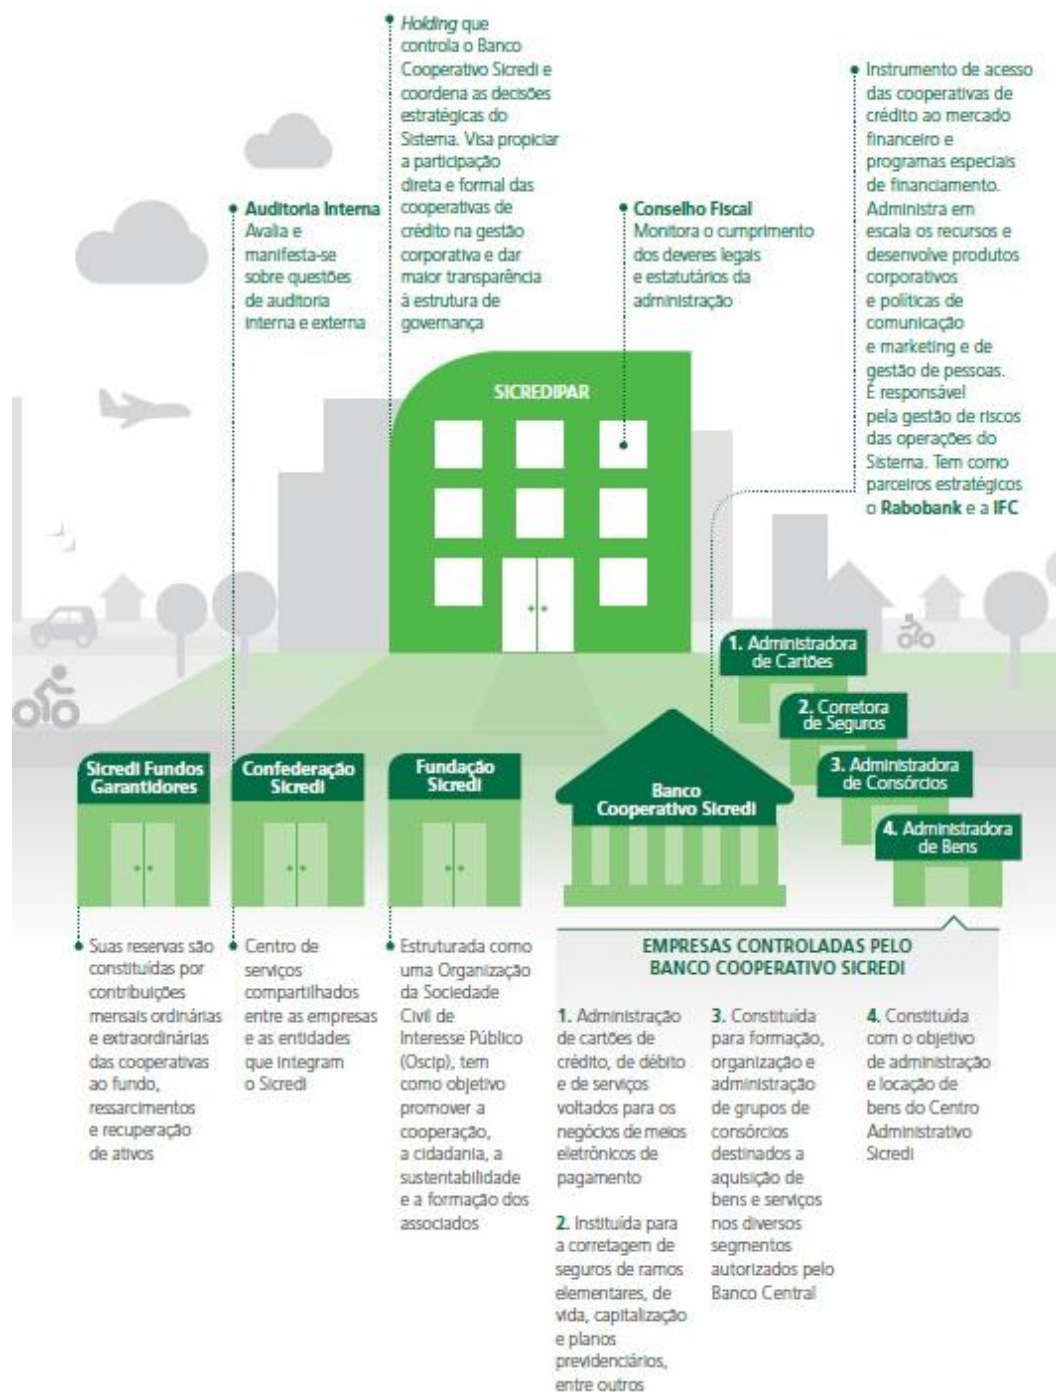 Holding que
controla o Banco
Cooperativo Sicredi e
coordena as decisões
estratégicas do
Sistema. Visa propiciar
a participação
direta e formal das
cooperativas de
crédito na gestão
corporativa e dar
maior transparência
à estrutura de
governança
Instrumento de acesso
das cooperativas de
crédito ao mercado
financeiro e
programas especiais
de financiamento.
Administra em
escala os recursos e
desenvolve produtos
corporativos
e políticas de
comunicação
e marketing e de
gestão de pessoas.
É responsável
pela gestão de riscos
das operações do
Sistema. Tem como
parceiros estratégicos
o Rabobank e a IFC
Auditoria Interna
Avalia e
manifesta-se
sobre questões
de auditoria
interna e externa
Conselho Fiscal
Monitora o cumprimento
dos deveres legais
e estatutários da
administração
SICREDIPAR
1. Administradora
de Cartões
2. Corretora
de Seguros
3. Administradora
de Consórcios
4. Administradora
de Bens
Sicredi Fundos
Garantidores
Confederação
Sicredi
Fundação
Sicredi
Banco
Cooperativo Sicredi
Suas reservas são
constituídas por
contribuições
mensais ordinárias
e extraordinárias
das cooperativas
ao fundo,
ressarcimentos
e recuperação
de ativos
Centro de
serviços
compartilhados
entre as empresas
e as entidades
que integram
o Sicredi
Estruturada como
uma Organização
da Sociedade
Civil de
Interesse Público
(Oscip), tem
como objetivo
promover a
cooperação,
a cidadania, a
sustentabilidade
e a formação dos
associados
EMPRESAS CONTROLADAS PELO
BANCO COOPERATIVO SICREDI
1. Administração
de cartões de
crédito, de débito
e de serviços
voltados para os
negócios de meios
eletrônicos de
pagamento
2. Instituída para
a corretagem de
seguros de ramos
elementares, de
vida, capitalização
e planos
previdenciários,
entre outros
3. Constituída
para formação,
organização e
administração
de grupos de
consórcios
destinados a
aquisição de
bens e serviços
nos diversos
segmentos
autorizados pelo
Banco Central
4. Constituída
com o objetivo
de administração
e locação de
bens do Centro
Administrativo
Sicredi